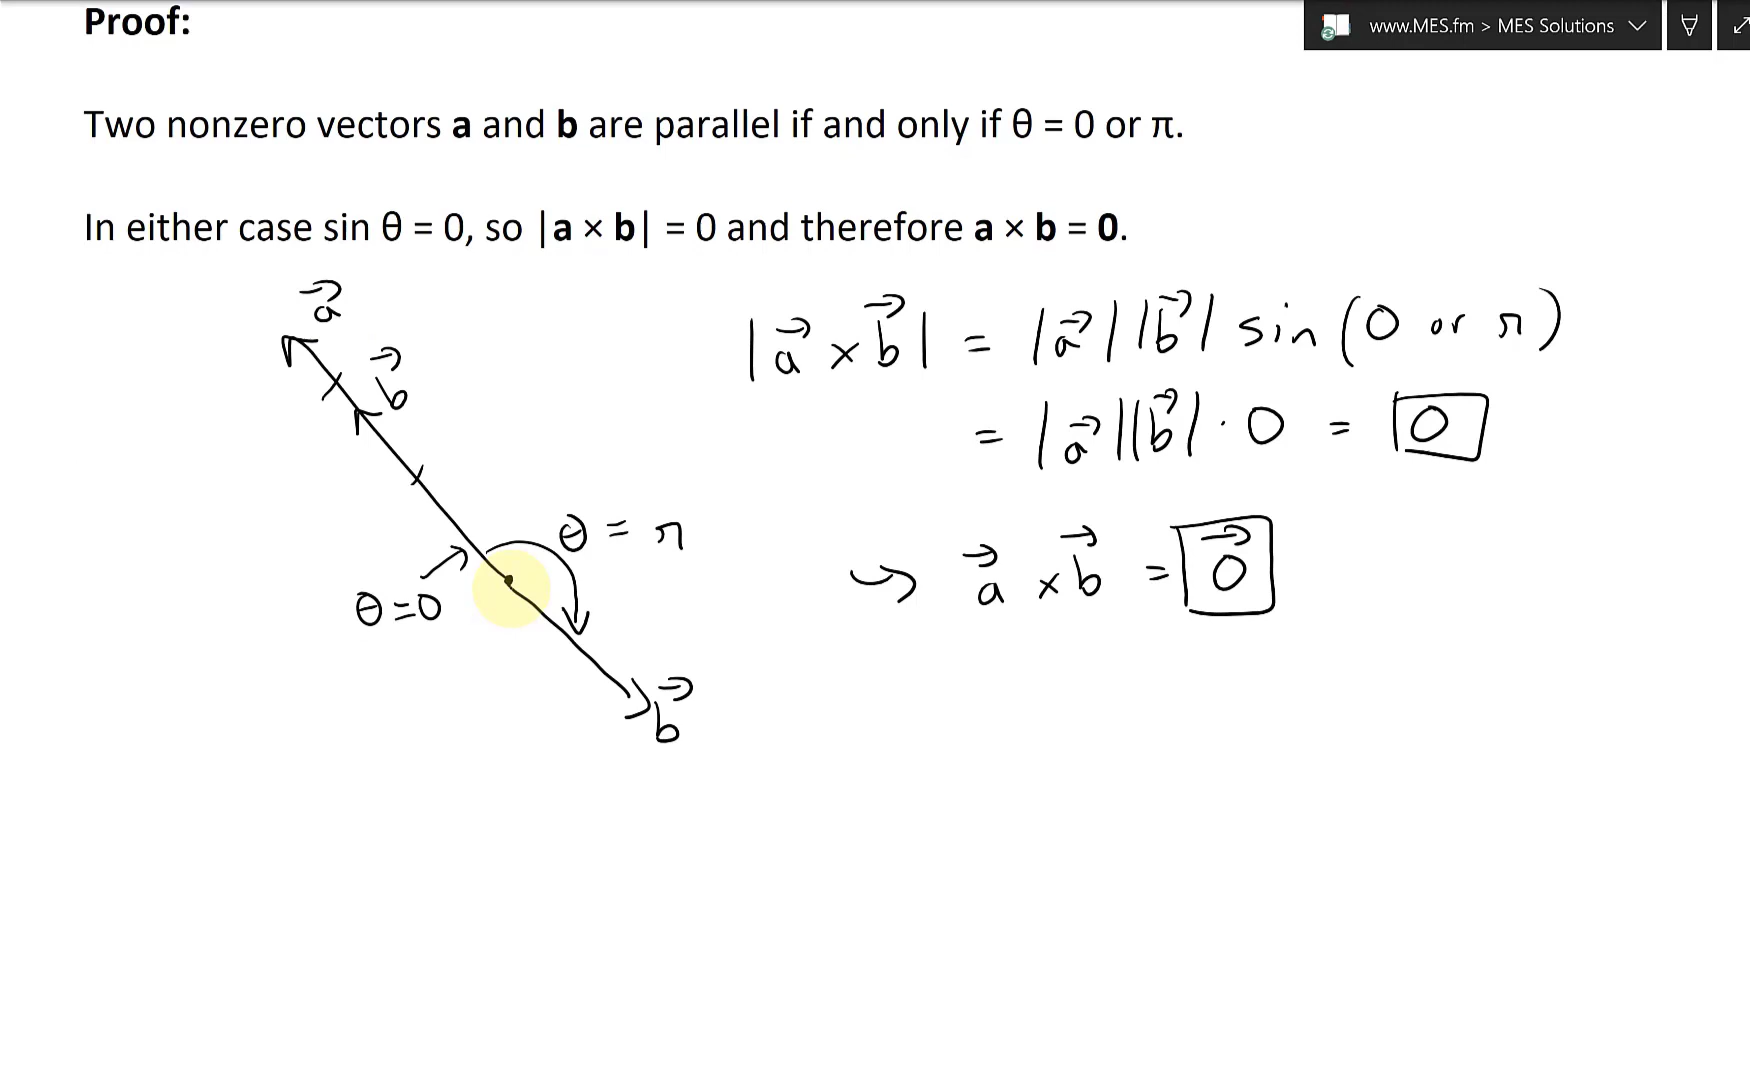 Proof:
www.MES.fm > MES Solutions
Two nonzero vectors a and b are parallel if and only if θ = 0 or π.
In either case sin θ = 0, so |a × b| = 0 and therefore a × b = 0.
a⃗
b⃗
θ = π
θ = 0
b⃗
|a⃗ × b⃗| = |a⃗||b⃗| sin(0 or π)
= |a⃗||b⃗| · 0 = 0
↪ a⃗ × b⃗ = 0⃗